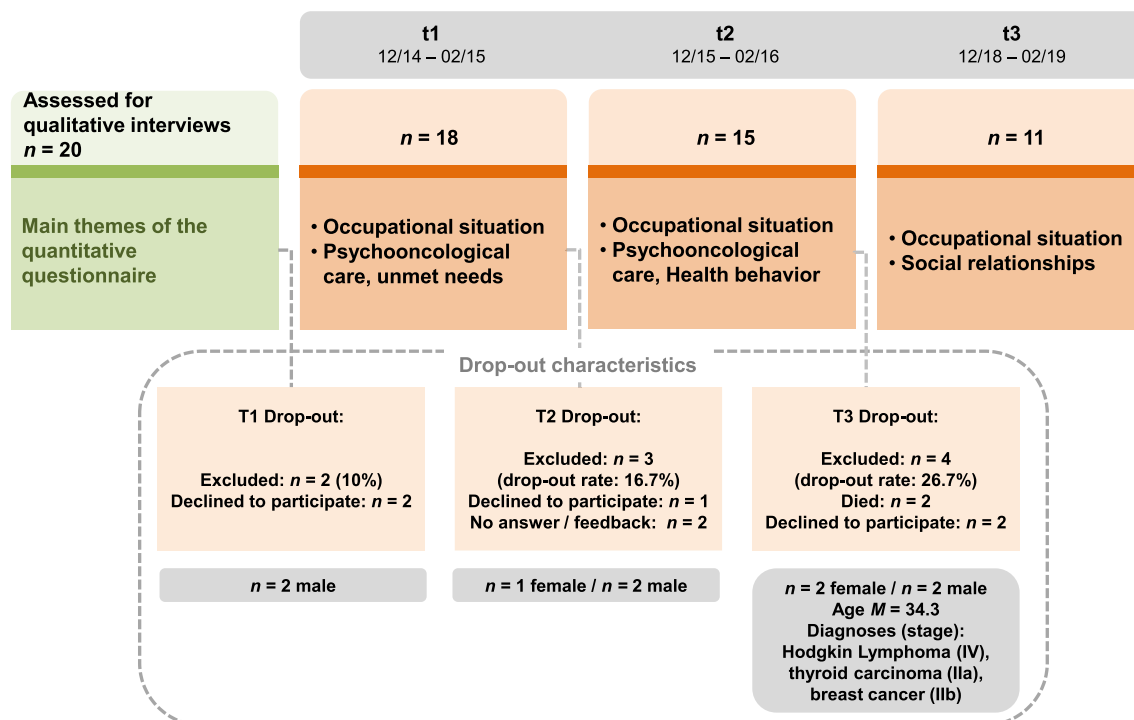 t1
12/14 – 02/15
t2
12/15 – 02/16
t3
12/18 – 02/19
Assessed for
qualitative interviews
n = 20
n = 18
n = 15
n = 11
Main themes of the
quantitative
questionnaire
• Occupational situation
• Psychooncological
care, unmet needs
• Occupational situation
• Psychooncological
care, Health behavior
• Occupational situation
• Social relationships
Drop-out characteristics
T1 Drop-out:
Excluded: n = 2 (10%)
Declined to participate: n = 2
T2 Drop-out:
Excluded: n = 3
(drop-out rate: 16.7%)
Declined to participate: n = 1
No answer / feedback: n = 2
T3 Drop-out:
Excluded: n = 4
(drop-out rate: 26.7%)
Died: n = 2
Declined to participate: n = 2
n = 2 male
n = 1 female / n = 2 male
n = 2 female / n = 2 male
Age M = 34.3
Diagnoses (stage):
Hodgkin Lymphoma (IV),
thyroid carcinoma (IIa),
breast cancer (IIb)